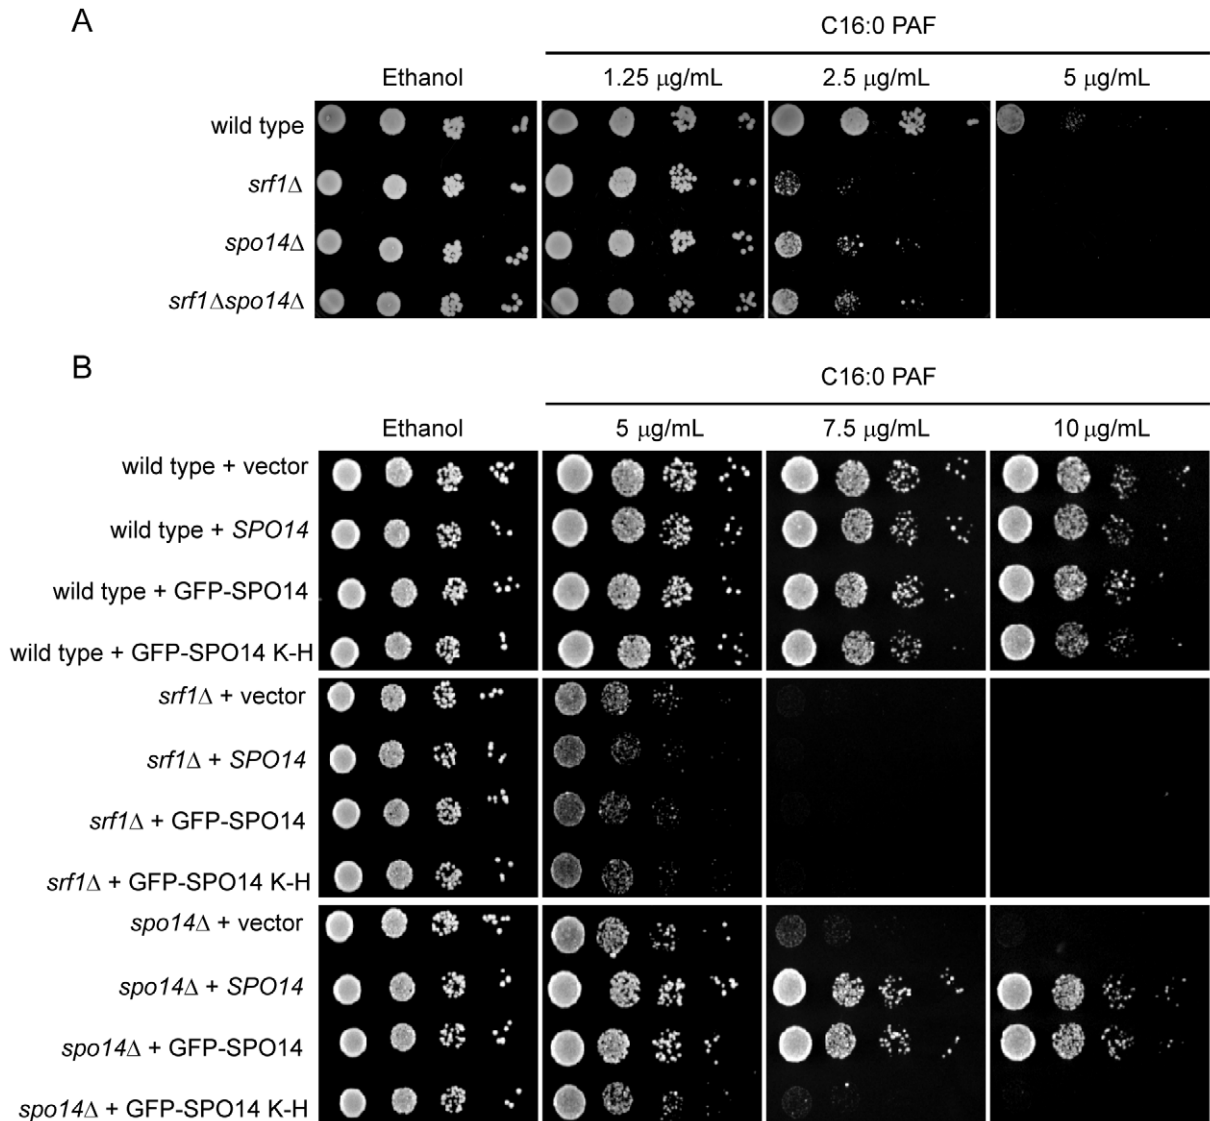 A
C16:0 PAF
Ethanol 1.25 μg/mL 2.5 μg/mL 5 μg/mL
wild type
srf1Δ
spo14Δ
srf1Δspo14Δ
B
C16:0 PAF
Ethanol 5 μg/mL 7.5 μg/mL 10 μg/mL
wild type + vector
wild type + SPO14
wild type + GFP-SPO14
wild type + GFP-SPO14 K-H
srf1Δ + vector
srf1Δ + SPO14
srf1Δ + GFP-SPO14
srf1Δ + GFP-SPO14 K-H
spo14Δ + vector
spo14Δ + SPO14
spo14Δ + GFP-SPO14
spo14Δ + GFP-SPO14 K-H